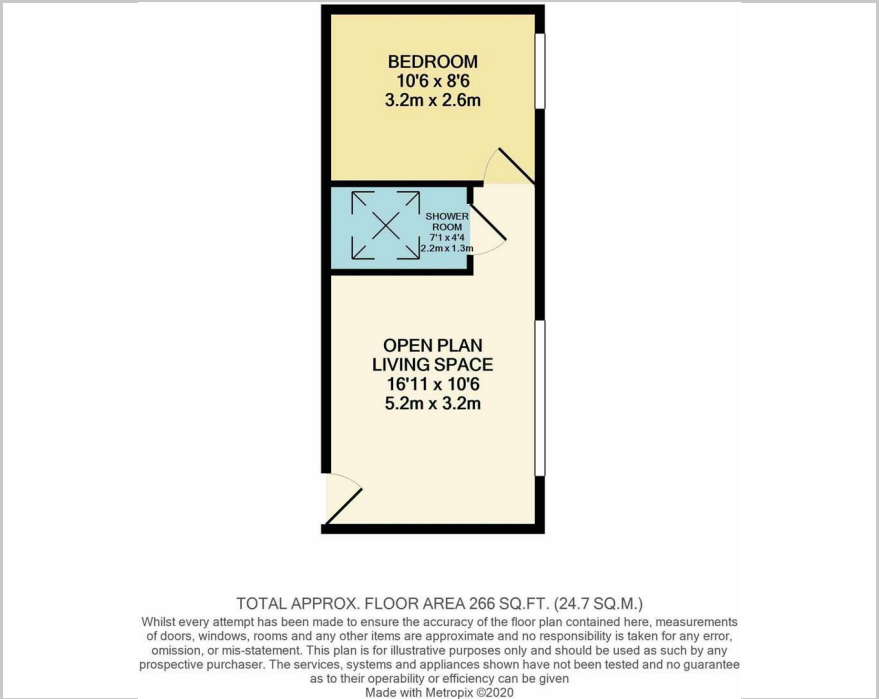 BEDROOM
10'6 x 8'6
3.2m x 2.6m
SHOWER
ROOM
7'1 x 4'4
2.2m x 1.3m
OPEN PLAN
LIVING SPACE
16'11 x 10'6
5.2m x 3.2m
TOTAL APPROX. FLOOR AREA 266 SQ.FT. (24.7 SQ.M.)
Whilst every attempt has been made to ensure the accuracy of the floor plan contained here, measurements
of doors, windows, rooms and any other items are approximate and no responsibility is taken for any error,
omission, or mis-statement. This plan is for illustrative purposes only and should be used as such by any
prospective purchaser. The services, systems and appliances shown have not been tested and no guarantee
as to their operability or efficiency can be given
Made with Metropix ©2020